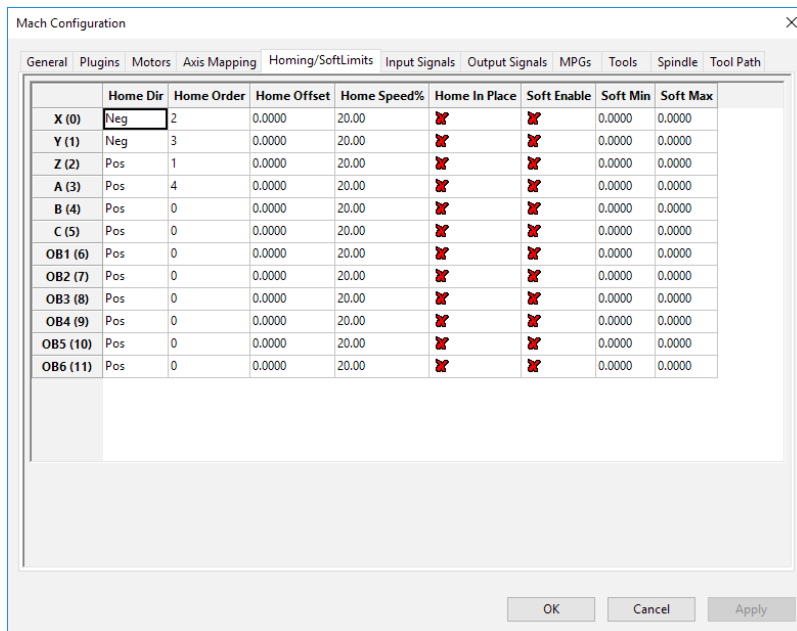 Mach Configuration
General Plugins Motors Axis Mapping Homing/SoftLimits Input Signals Output Signals MPGs Tools Spindle Tool Path
Home Dir Home Order Home Offset Home Speed% Home In Place Soft Enable Soft Min Soft Max
X (0) Neg 2 0.0000 20.00 0.0000 0.0000
Y (1) Neg 3 0.0000 20.00 0.0000 0.0000
Z (2) Pos 1 0.0000 20.00 0.0000 0.0000
A (3) Pos 4 0.0000 20.00 0.0000 0.0000
B (4) Pos 0 0.0000 20.00 0.0000 0.0000
C (5) Pos 0 0.0000 20.00 0.0000 0.0000
OB1 (6) Pos 0 0.0000 20.00 0.0000 0.0000
OB2 (7) Pos 0 0.0000 20.00 0.0000 0.0000
OB3 (8) Pos 0 0.0000 20.00 0.0000 0.0000
OB4 (9) Pos 0 0.0000 20.00 0.0000 0.0000
OB5 (10) Pos 0 0.0000 20.00 0.0000 0.0000
OB6 (11) Pos 0 0.0000 20.00 0.0000 0.0000
OK Cancel Apply